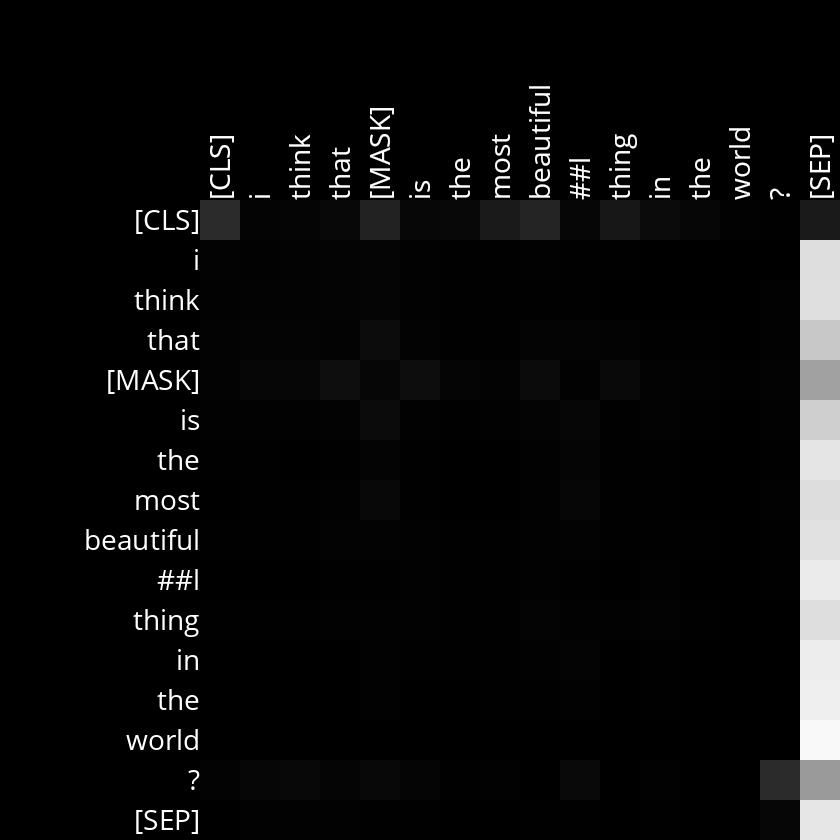 [CLS] i think that [MASK] is the most beautiful ##l thing in the world ? [SEP]
[CLS]
i
think
that
[MASK]
is
the
most
beautiful
##l
thing
in
the
world
?
[SEP]